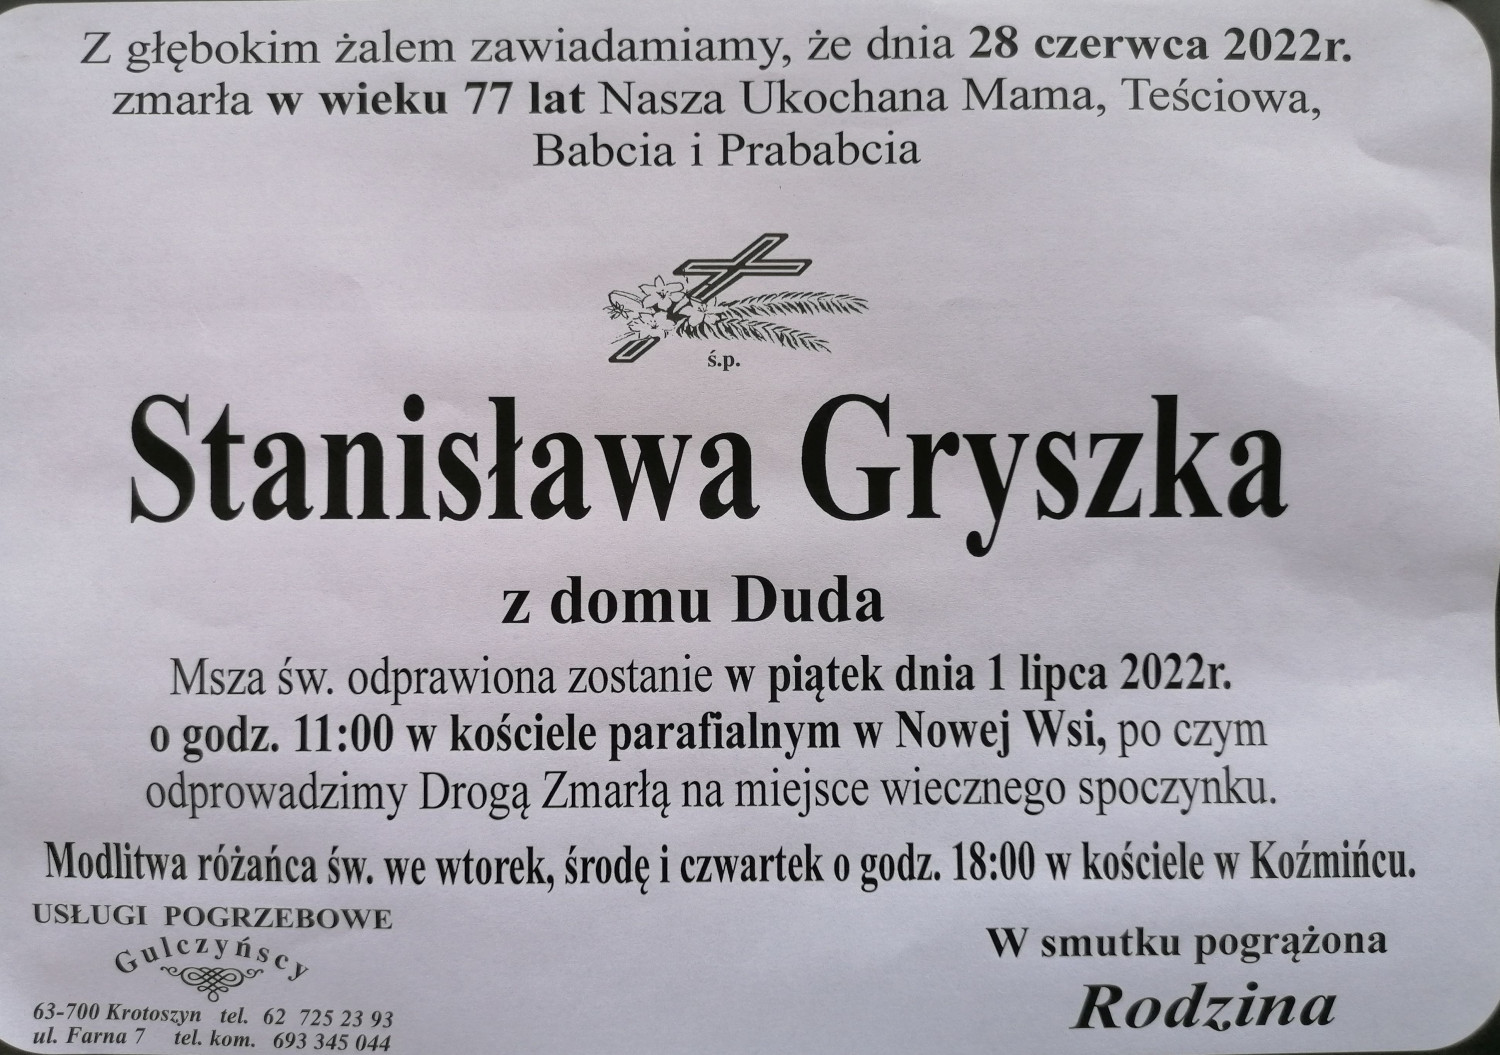 Z głębokim żalem zawiadamiamy, że dnia 28 czerwca 2022r.
zmarła w wieku 77 lat Nasza Ukochana Mama, Teściowa,
Babcia i Prababcia
ś.p.
Stanisława Gryszka
z domu Duda
Msza św. odprawiona zostanie w piątek dnia 1 lipca 2022r.
o godz. 11:00 w kościele parafialnym w Nowej Wsi, po czym
odprowadzimy Drogą Zmarłą na miejsce wiecznego spoczynku.
Modlitwa różańca św. we wtorek, środę i czwartek o godz. 18:00 w kościele w Koźmińcu.
USŁUGI POGRZEBOWE
Gulczyńscy
63-700 Krotoszyn tel. 62 725 23 93
ul. Farna 7 tel. kom. 693 345 044
W smutku pogrążona
Rodzina